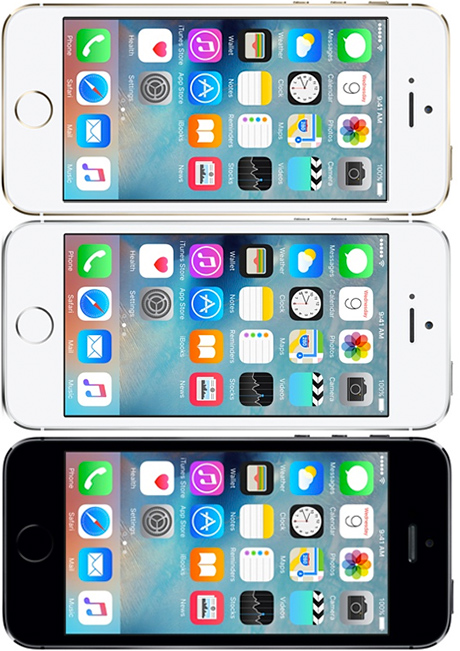 9:41 AM 100%
Wednesday
9
Messages Calendar Photos Camera
280
Weather Clock Maps Videos
Wallet Notes Reminders Stocks
iTunes Store App Store iBooks News
Health Settings
Phone Safari Mail Music
9:41 AM 100%
Wednesday
9
Messages Calendar Photos Camera
280
Weather Clock Maps Videos
Wallet Notes Reminders Stocks
iTunes Store App Store iBooks News
Health Settings
Phone Safari Mail Music
9:41 AM 100%
Wednesday
9
Messages Calendar Photos Camera
280
Weather Clock Maps Videos
Wallet Notes Reminders Stocks
iTunes Store App Store iBooks News
Health Settings
Phone Safari Mail Music